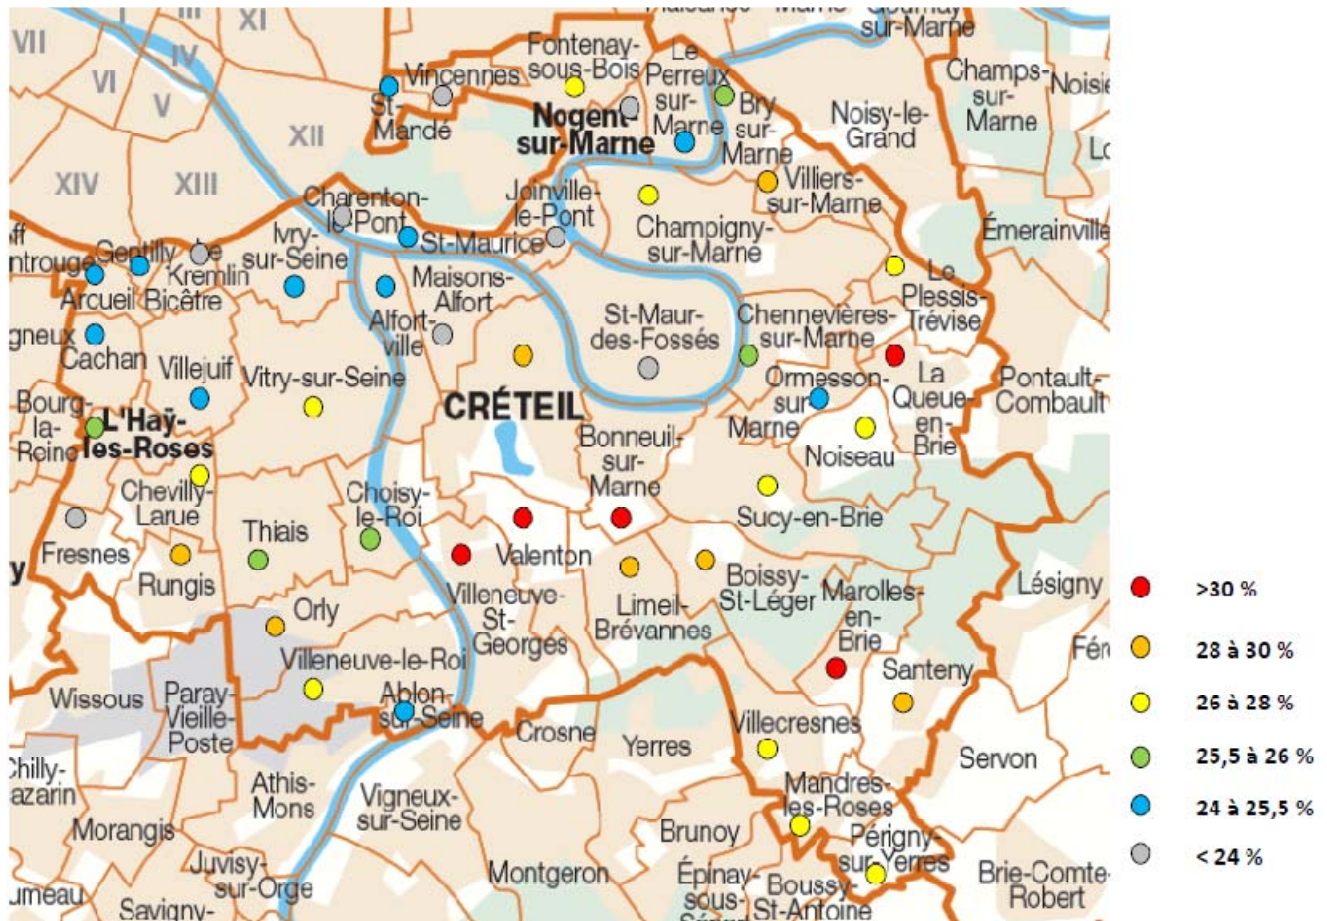 I
III
XI
VII
IV
VI
V
XII
XIV
XIII
sur-Marne
Fontenay-
sous-Bois
Vincennes
St-
Mandé
Le
Perreux
sur-
Marne
Nogent-
sur-Marne
Bry
sur-
Marne
Noisy-le-
Grand
Champs-
sur-
Marne
Villiers-
sur-Marne
Charenton-
le-Pont
Joinville-
le-Pont
St-Maurice
Champigny-
sur-Marne
Émerainville
Gentilly
Le
Kremlin
Bicêtre
Arcueil
Ivry-
sur-Seine
Maisons-
Alfort
Alfort-
ville
St-Maur-
des-Fossés
Chennevières-
sur-Marne
Le
Plessis-
Trévise
Cachan
Villejuif
Vitry-sur-Seine
CRÉTEIL
Ormesson-
sur
Marne
La
Queue-
en-
Brie
Pontault-
Combault
Bourg-
la-
Reine
L'Haÿ-
les-Roses
Bonneuil-
sur-
Marne
Noiseau
Chevilly-
Larue
Choisy-
le-Roi
Sucy-en-Brie
Thiais
Fresnes
Rungis
Valenton
Villeneuve-
St-
Georges
Limeil-
Brévannes
Boissy-
St-Léger
Marolles-
en-
Brie
Lésigny
Orly
Villeneuve-le-Roi
Santeny
Wissous
Paray-
Vieille-
Poste
Ablon-
sur-Seine
Crosne
Yerres
Villecresnes
Servon
Athis-
Mons
Vigneux-
sur-Seine
Mandres-
les-Roses
Morangis
Brunoy
Périgny-
sur-Yerres
Juvisy-
sur-Orge
Savigny-
Montgeron
Épinay-
sous-
Boussy-
St-Antoine
Brie-Comte-
Robert
>30 %
28 à 30 %
26 à 28 %
25,5 à 26 %
24 à 25,5 %
< 24 %